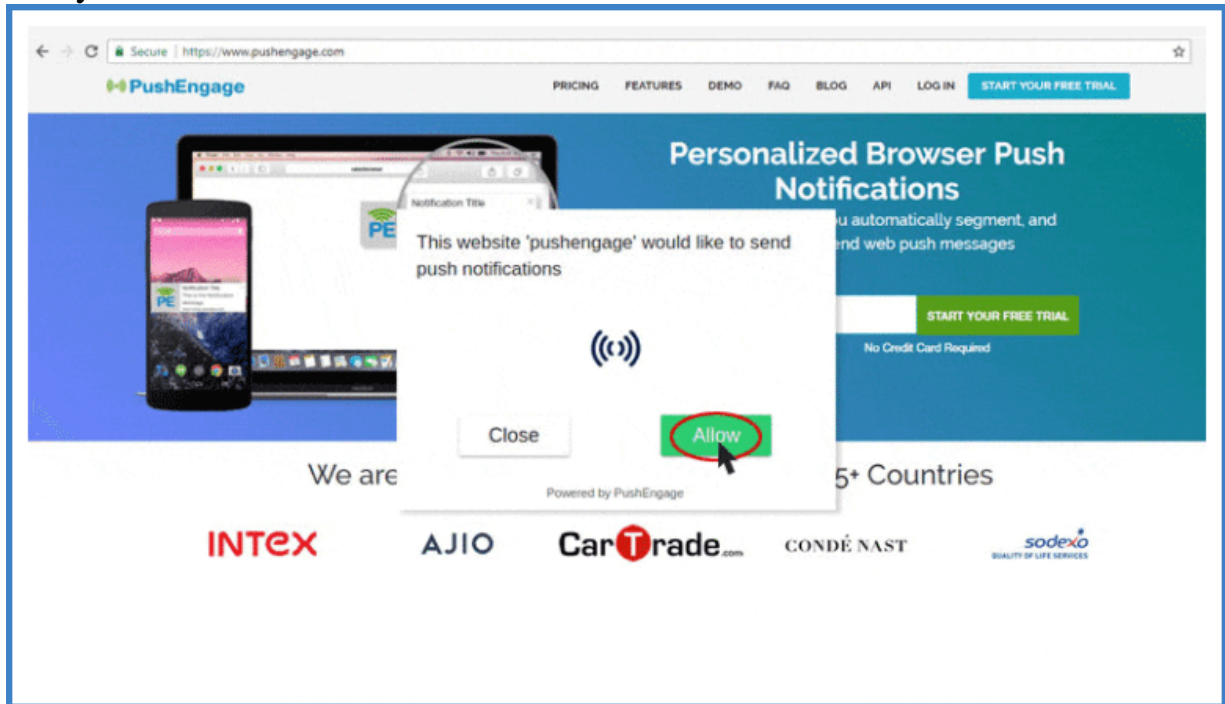 Secure | https://www.pushengage.com
PushEngage
PRICING FEATURES DEMO FAQ BLOG API LOG IN START YOUR FREE TRIAL
Personalized Browser Push
Notifications
u automatically segment, and
end web push messages
START YOUR FREE TRIAL
No Credit Card Required
Notification Title
PE
PE
Notification Title
This website 'pushengage' would like to send
push notifications
Close
Allow
Powered by PushEngage
We are
5+ Countries
INTEX
AJIO
CarTrade.com
CONDÉ NAST
sodexo
QUALITY OF LIFE SERVICES